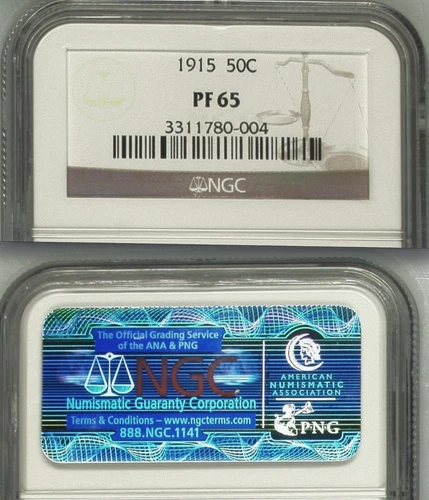 1915 50C
PF 65
3311780-004
NGC
The Official Grading Service
of the ANA & PNG
NGC
Numismatic Guaranty Corporation
Terms & Conditions – www.ngcterms.com
888.NGC.1141
AMERICAN
NUMISMATIC
ASSOCIATION
PNG